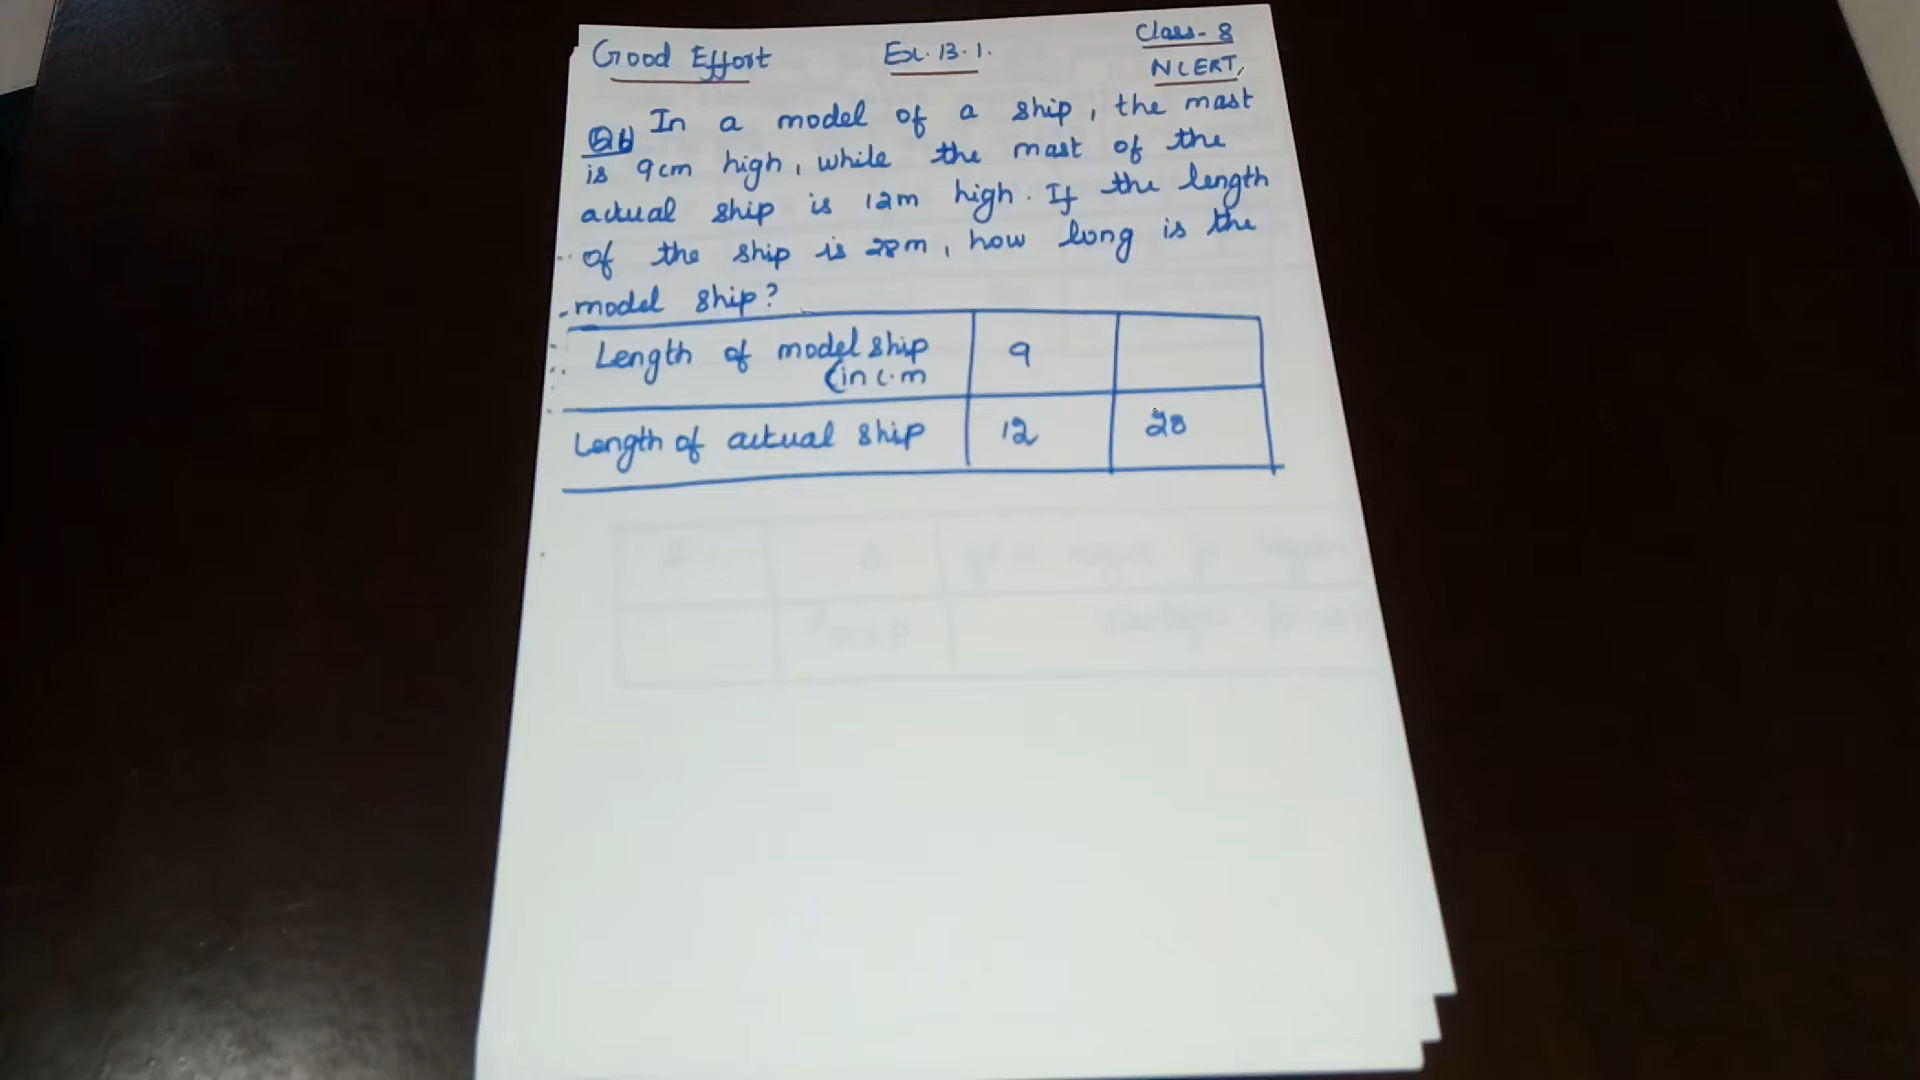 Good Effort Ex. 13.1. Class-8
NCERT,
In a model of a ship, the mast
is 9cm high, while the mast of the
actual ship is 12m high. If the length
of the ship is 28m, how long is the
model ship?
Length of model ship 9
(in c.m
Length of actual ship 12 28